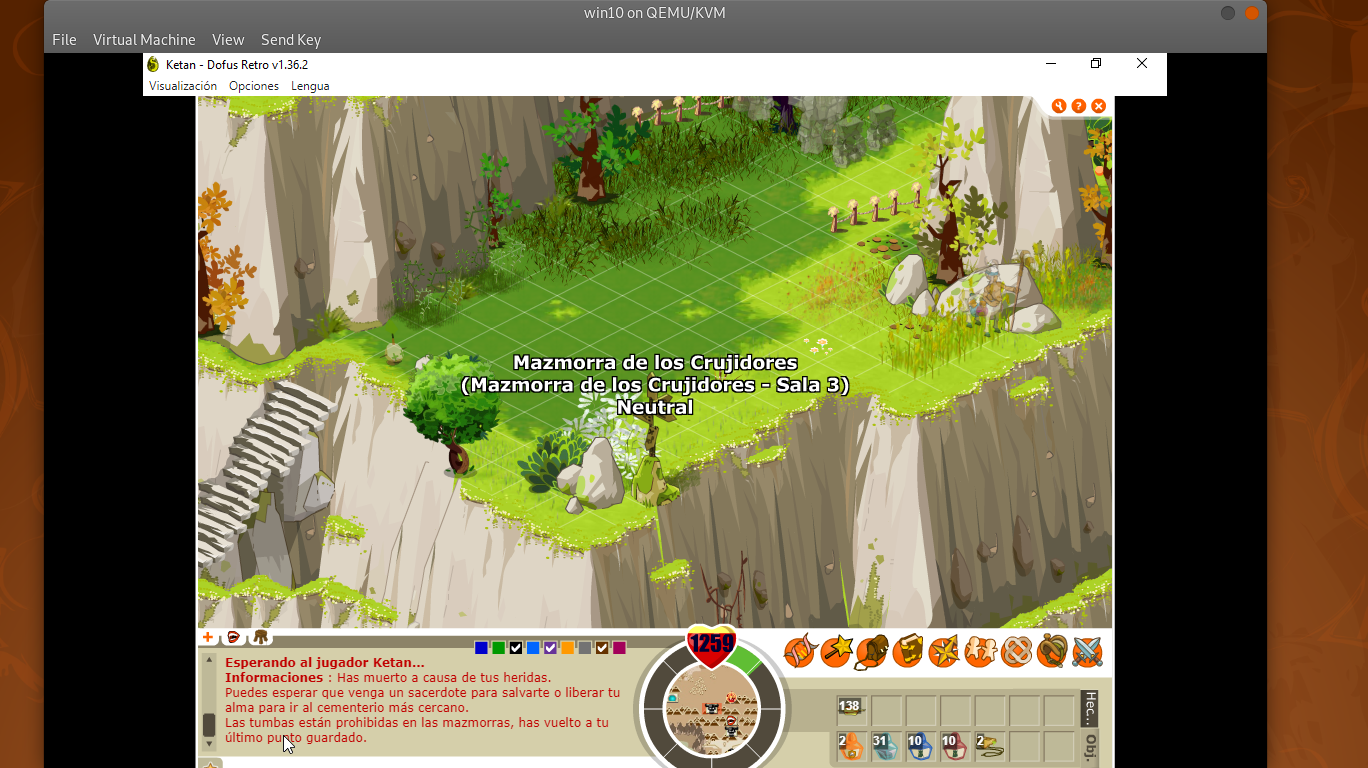 win10 on QEMU/KVM
File Virtual Machine View Send Key
Ketan - Dofus Retro v1.36.2
Visualización Opciones Lengua
Mazmorra de los Crujidores
(Mazmorra de los Crujidores - Sala 3)
Neutral
1259
Esperando al jugador Ketan...
Informaciones : Has muerto a causa de tus heridas.
Puedes esperar que venga un sacerdote para salvarte o liberar tu
alma para ir al cementerio más cercano.
Las tumbas están prohibidas en las mazmorras, has vuelto a tu
último punto guardado.
138
Hec...
2 31 10 10 2
Obj.